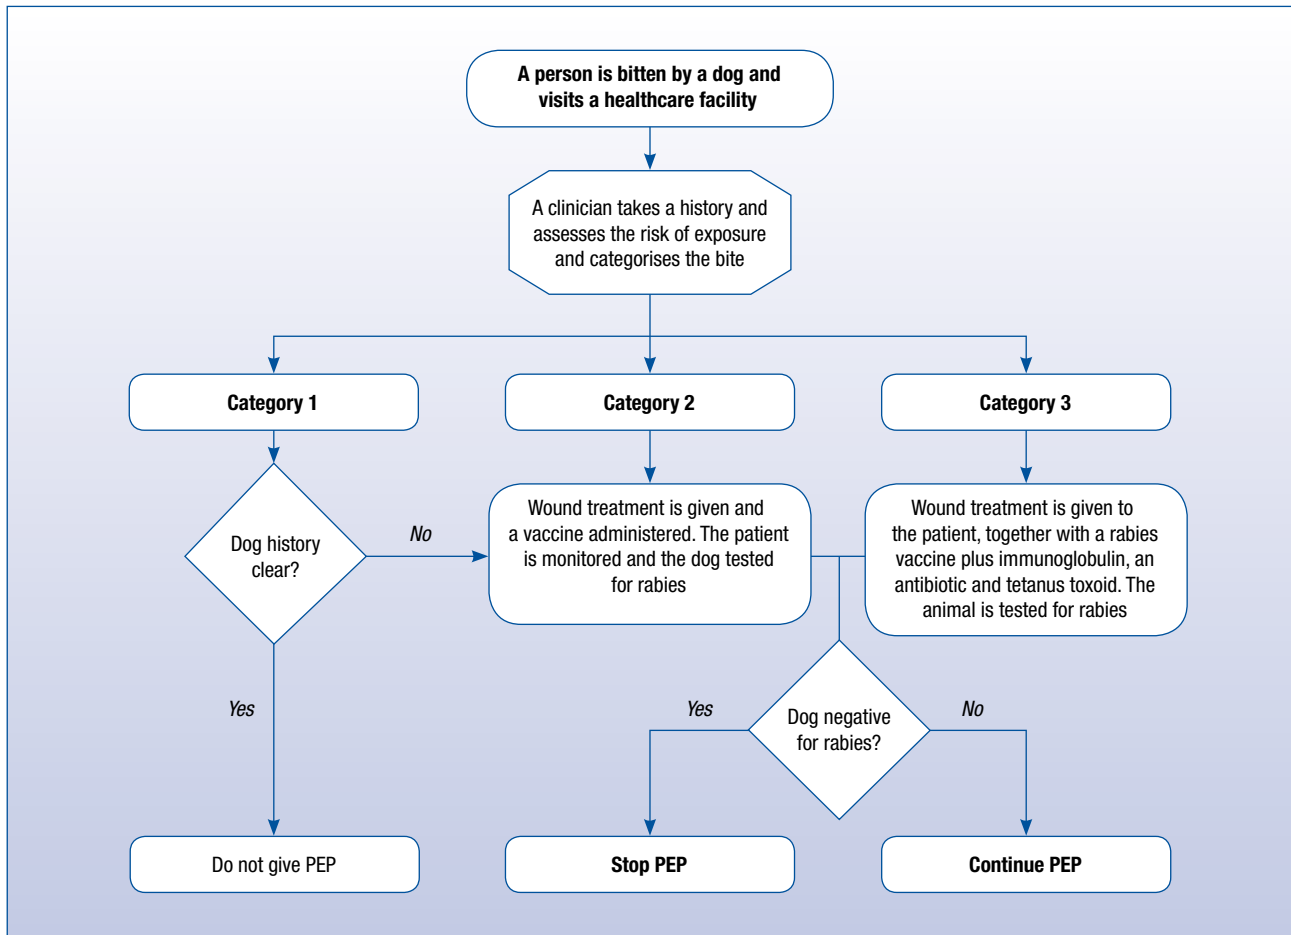 A person is bitten by a dog and
visits a healthcare facility
A clinician takes a history and
assesses the risk of exposure
and categorises the bite
Category 1
Category 2
Category 3
Dog history
clear?
No
Wound treatment is given and
a vaccine administered. The patient
is monitored and the dog tested
for rabies
Wound treatment is given to
the patient, together with a rabies
vaccine plus immunoglobulin, an
antibiotic and tetanus toxoid. The
animal is tested for rabies
Yes
Yes
Dog negative
for rabies?
No
Do not give PEP
Stop PEP
Continue PEP